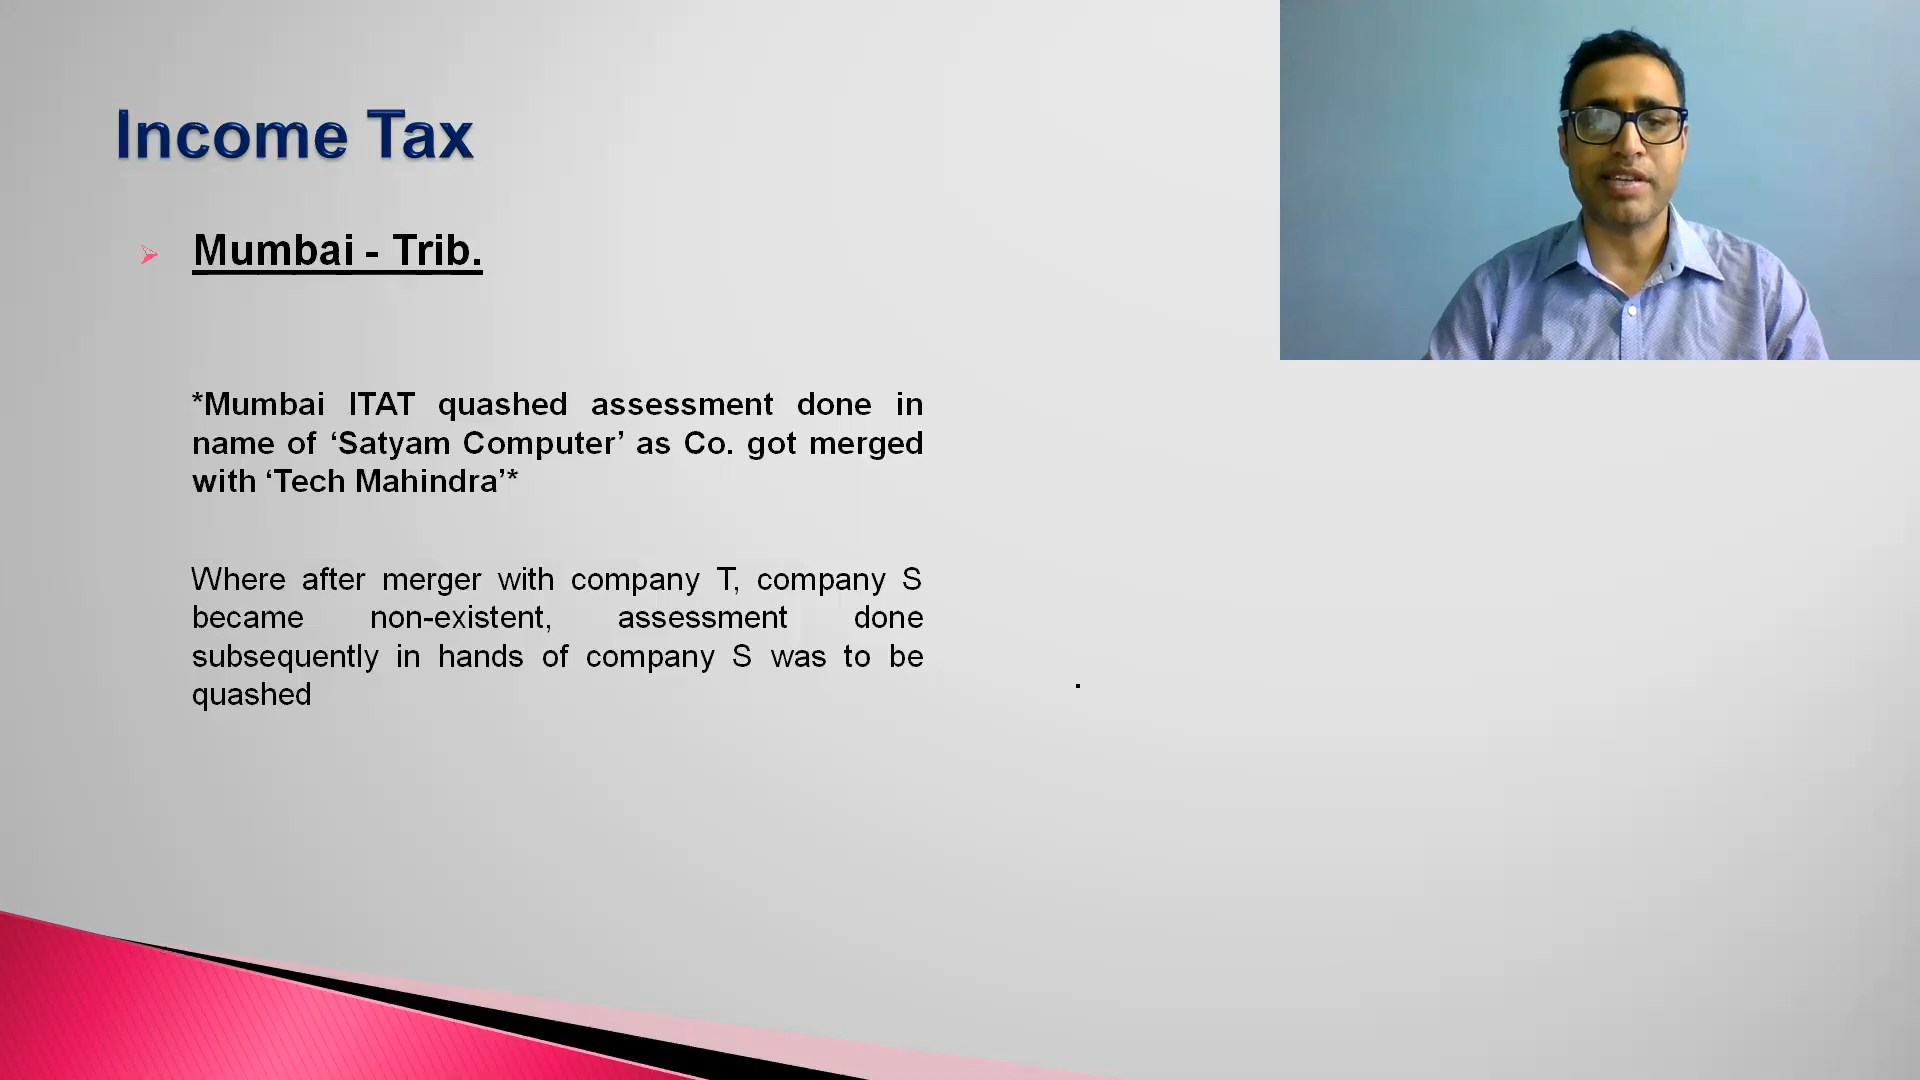 Income Tax
Mumbai - Trib.
*Mumbai ITAT quashed assessment done in
name of ‘Satyam Computer’ as Co. got merged
with ‘Tech Mahindra’*
Where after merger with company T, company S
became non-existent, assessment done
subsequently in hands of company S was to be
quashed
.